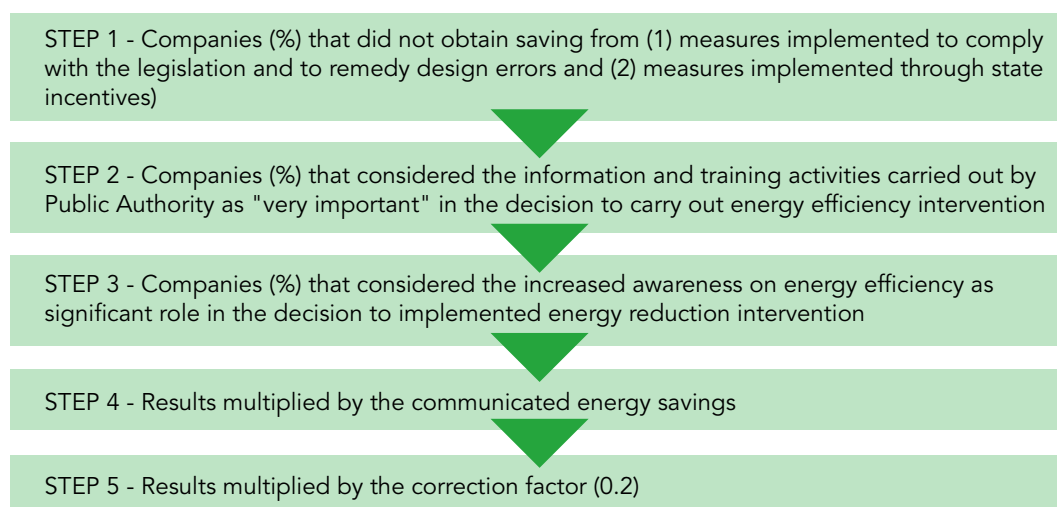 STEP 1 - Companies (%) that did not obtain saving from (1) measures implemented to comply
with the legislation and to remedy design errors and (2) measures implemented through state
incentives)
STEP 2 - Companies (%) that considered the information and training activities carried out by
Public Authority as "very important" in the decision to carry out energy efficiency intervention
STEP 3 - Companies (%) that considered the increased awareness on energy efficiency as
significant role in the decision to implemented energy reduction intervention
STEP 4 - Results multiplied by the communicated energy savings
STEP 5 - Results multiplied by the correction factor (0.2)